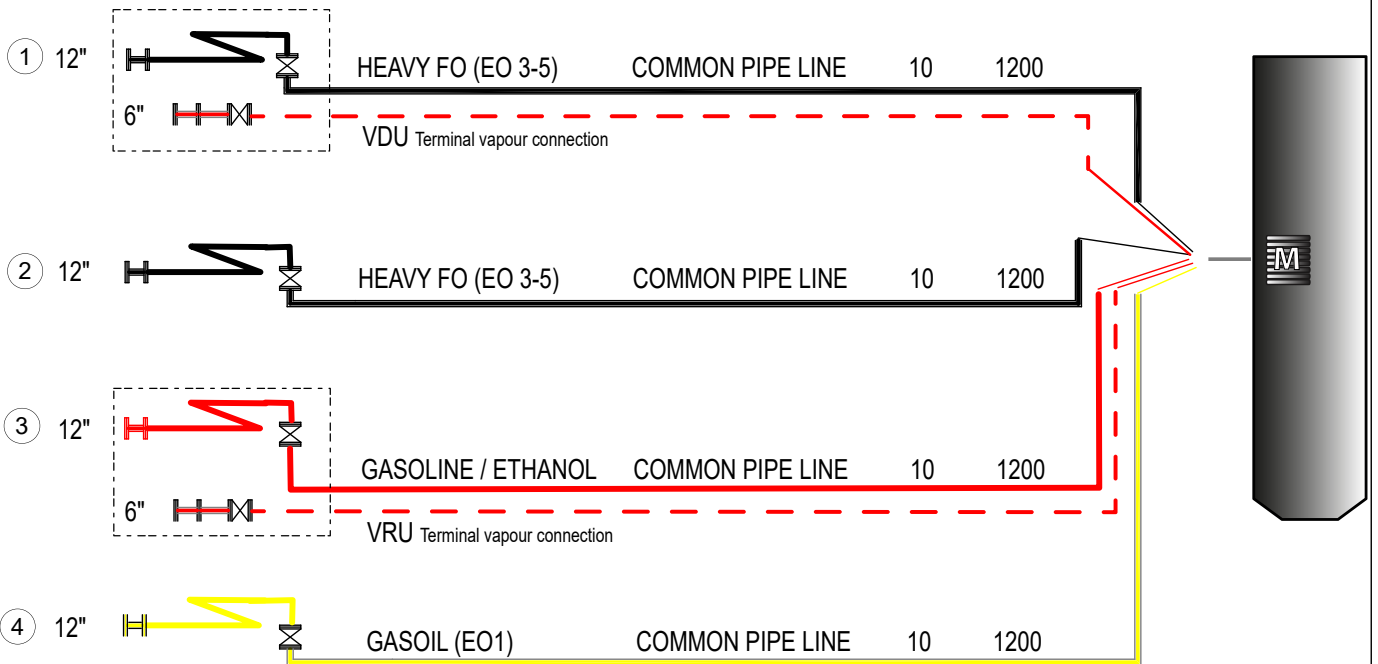 1 12" HEAVY FO (EO 3-5) COMMON PIPE LINE 10 1200
6" VDU Terminal vapour connection
2 12" HEAVY FO (EO 3-5) COMMON PIPE LINE 10 1200
M
3 12" GASOLINE / ETHANOL COMMON PIPE LINE 10 1200
6" VRU Terminal vapour connection
4 12" GASOIL (EO1) COMMON PIPE LINE 10 1200